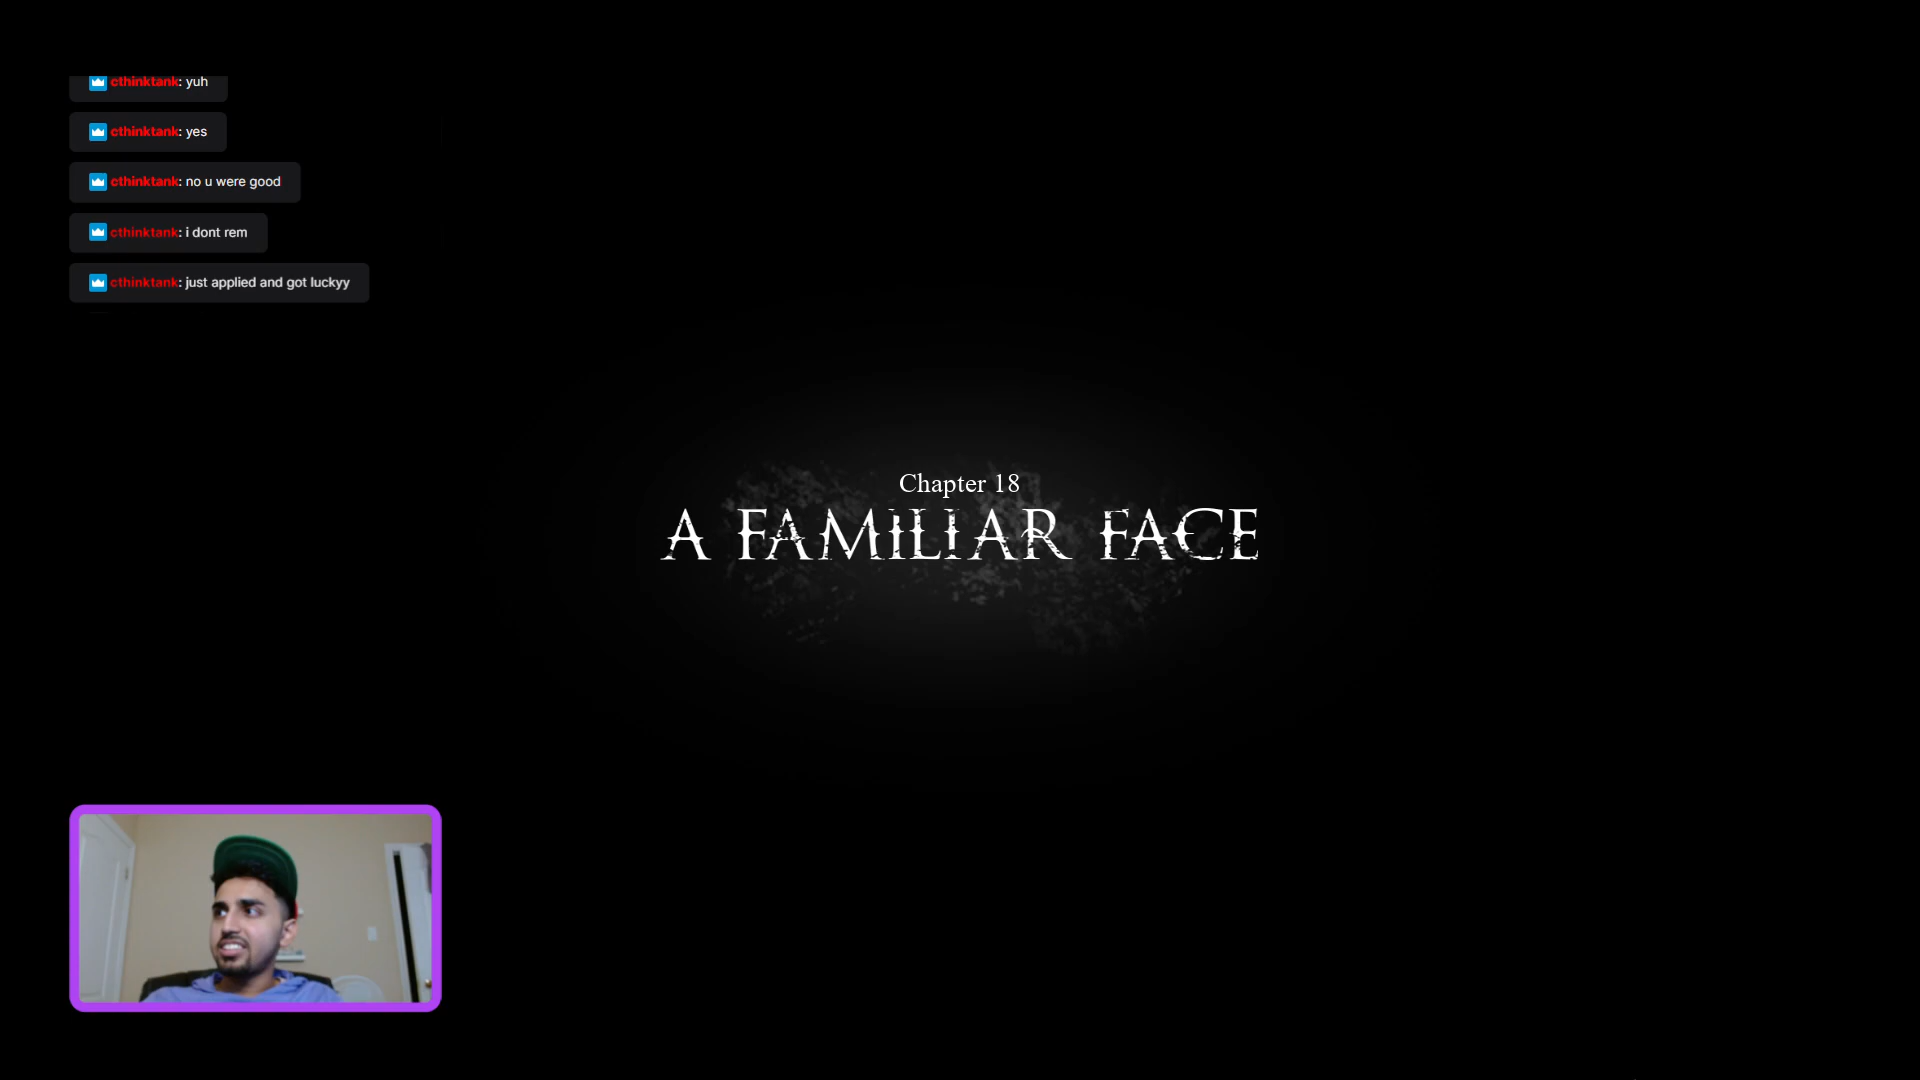 cthinktank: yuh
cthinktank: yes
cthinktank: no u were good
cthinktank: i dont rem
cthinktank: just applied and got luckyy
Chapter 18
A FAMILIAR FACE